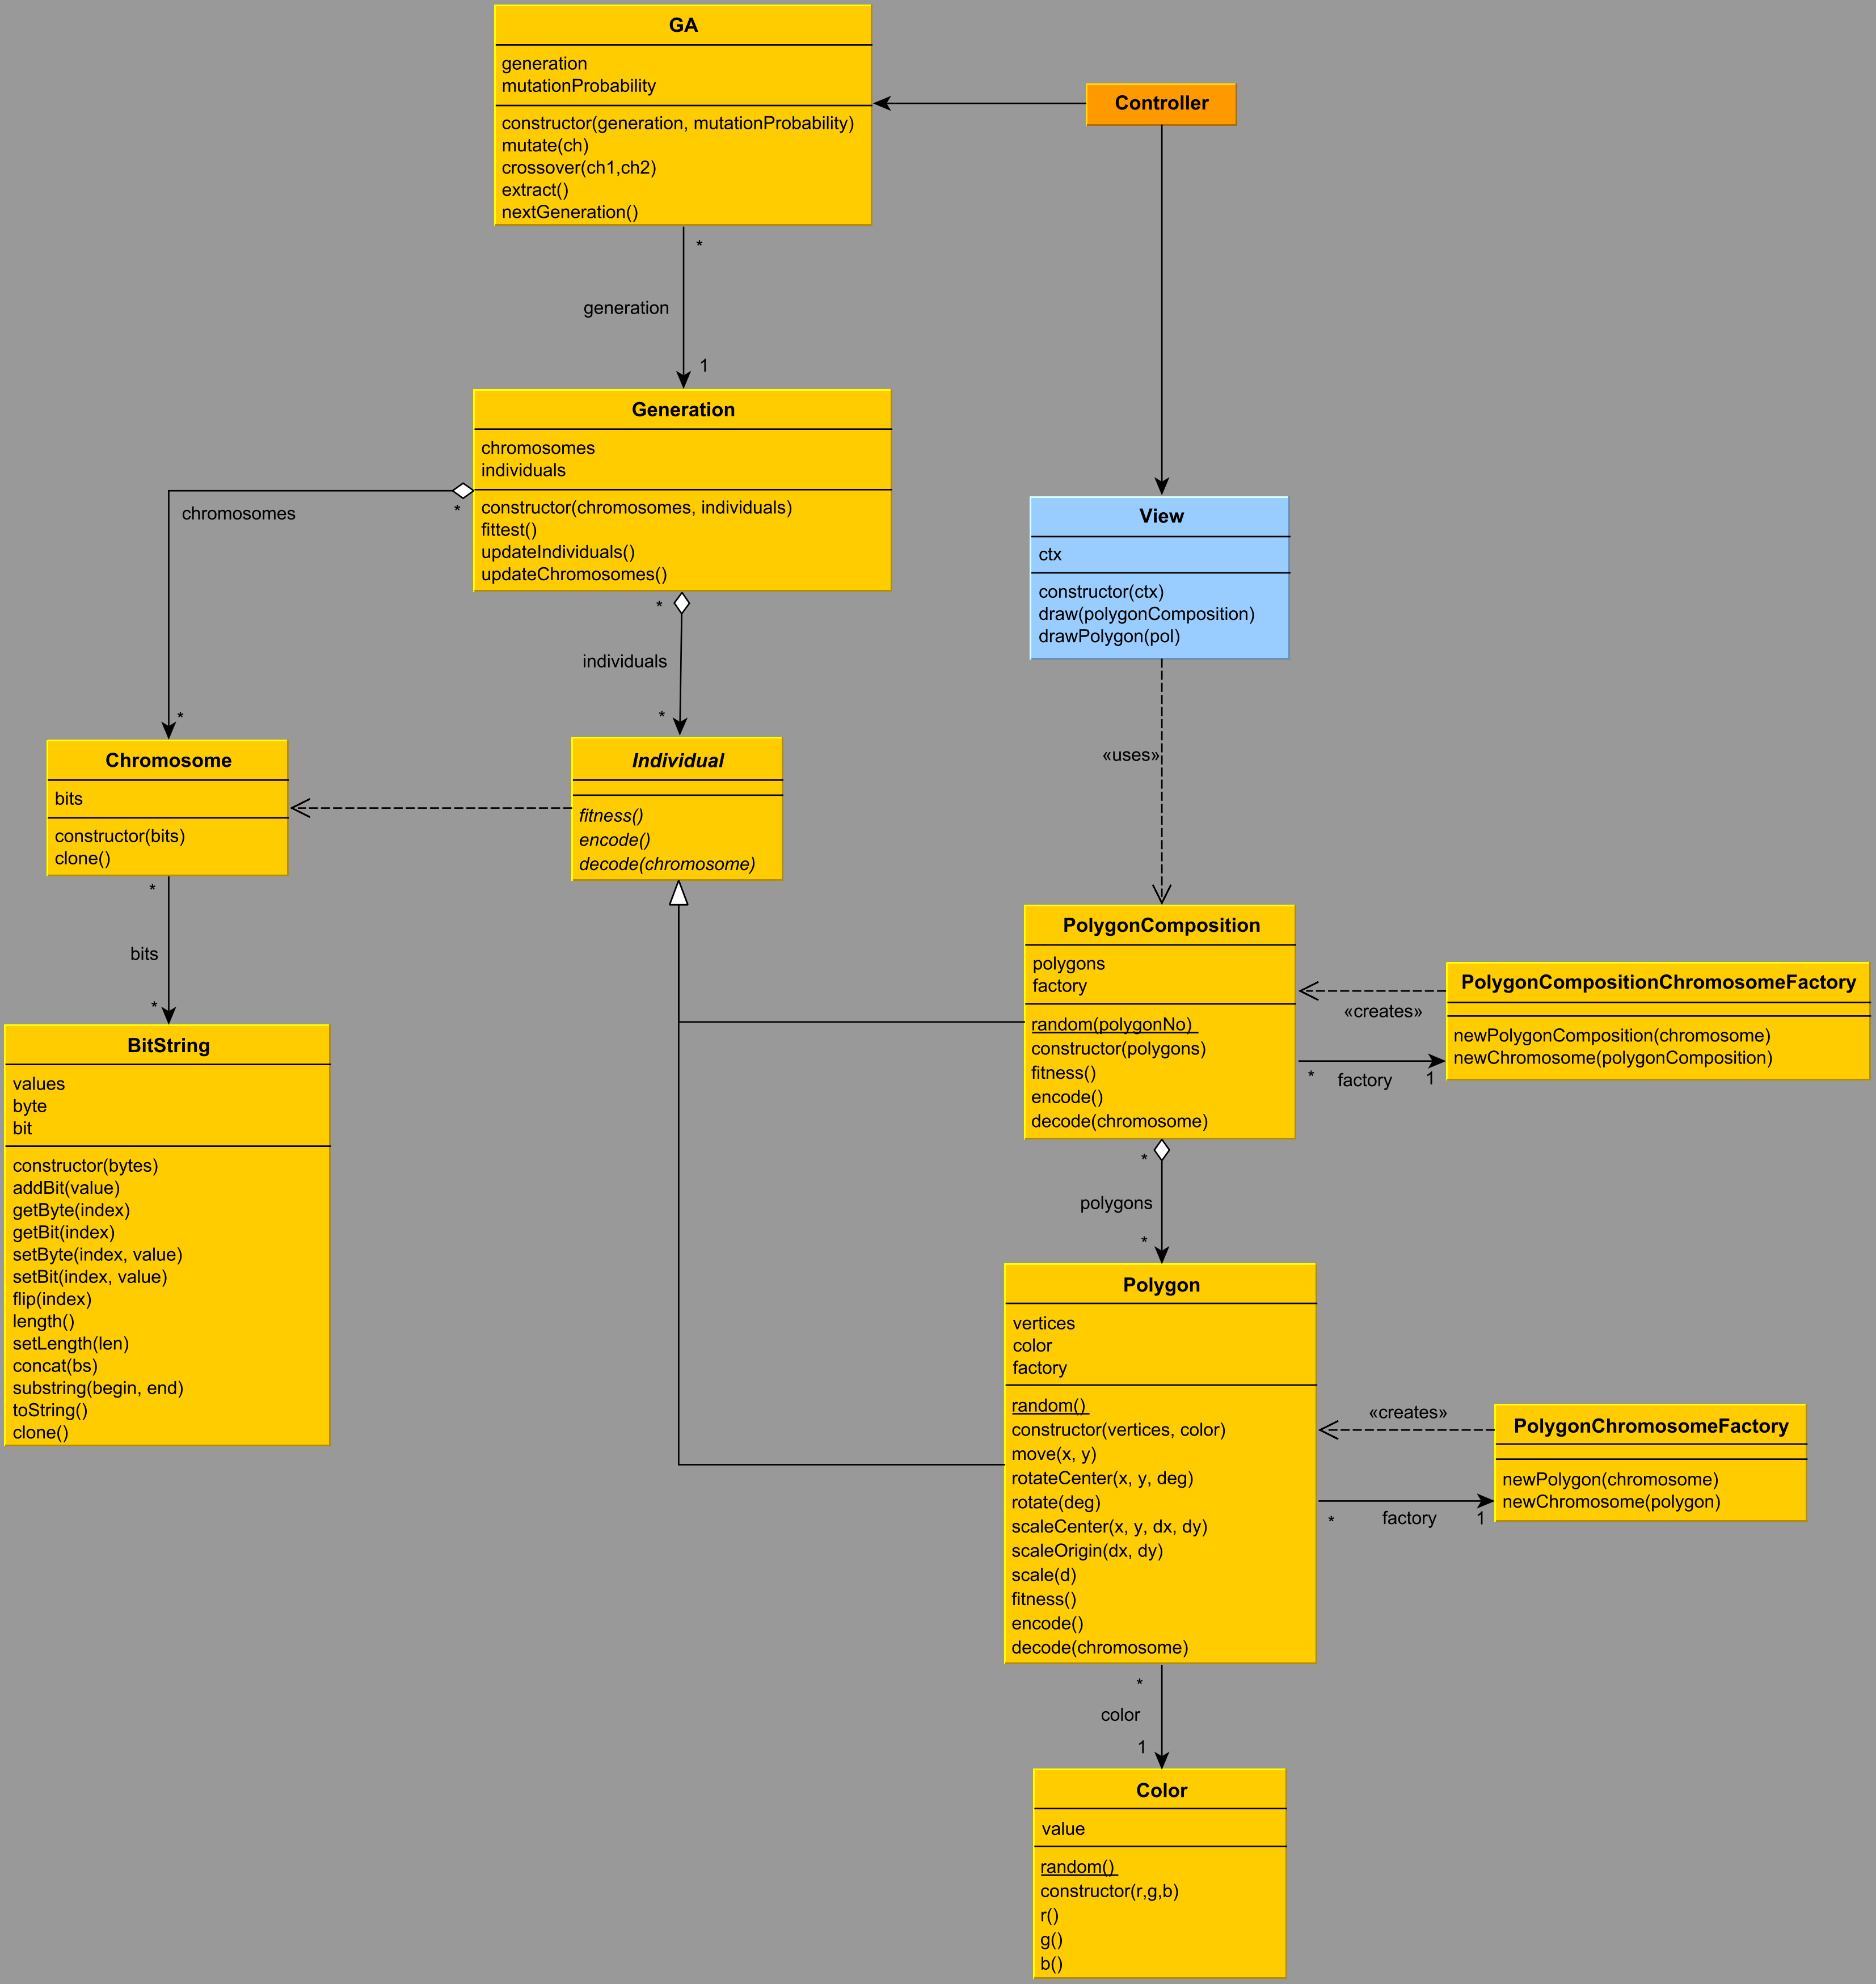 GA
generation
mutationProbability
constructor(generation, mutationProbability)
mutate(ch)
crossover(ch1,ch2)
extract()
nextGeneration()
Controller
*
generation
1
Generation
chromosomes
individuals
constructor(chromosomes, individuals)
fittest()
updateIndividuals()
updateChromosomes()
*
chromosomes
*
*
individuals
*
View
ctx
constructor(ctx)
draw(polygonComposition)
drawPolygon(pol)
«uses»
Chromosome
bits
constructor(bits)
clone()
Individual
fitness()
encode()
decode(chromosome)
*
bits
*
BitString
values
byte
bit
constructor(bytes)
addBit(value)
getByte(index)
getBit(index)
setByte(index, value)
setBit(index, value)
flip(index)
length()
setLength(len)
concat(bs)
substring(begin, end)
toString()
clone()
PolygonComposition
polygons
factory
random(polygonNo)
constructor(polygons)
fitness()
encode()
decode(chromosome)
«creates»
* factory 1
PolygonCompositionChromosomeFactory
newPolygonComposition(chromosome)
newChromosome(polygonComposition)
*
polygons
*
Polygon
vertices
color
factory
random()
constructor(vertices, color)
move(x, y)
rotateCenter(x, y, deg)
rotate(deg)
scaleCenter(x, y, dx, dy)
scaleOrigin(dx, dy)
scale(d)
fitness()
encode()
decode(chromosome)
«creates»
* factory 1
PolygonChromosomeFactory
newPolygon(chromosome)
newChromosome(polygon)
*
color
1
Color
value
random()
constructor(r,g,b)
r()
g()
b()